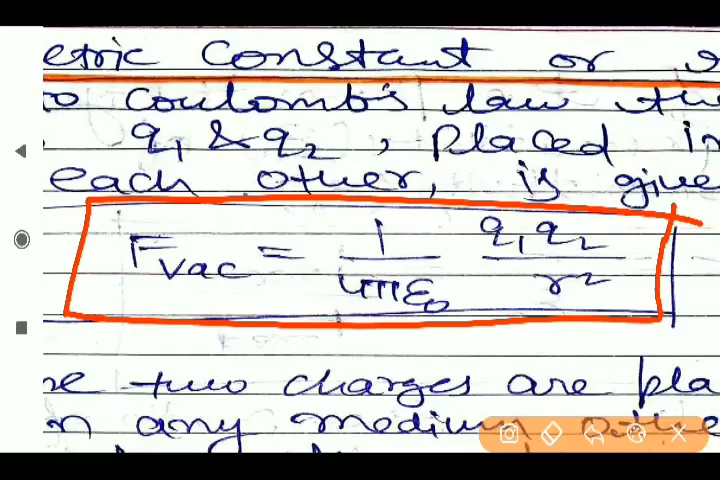 etric Constant or
to Coulomb's law the
q₁ & q₂, placed in
each other, is give
F_vac = 1/4πε₀ q₁q₂/r²
two charges are pla
any medium